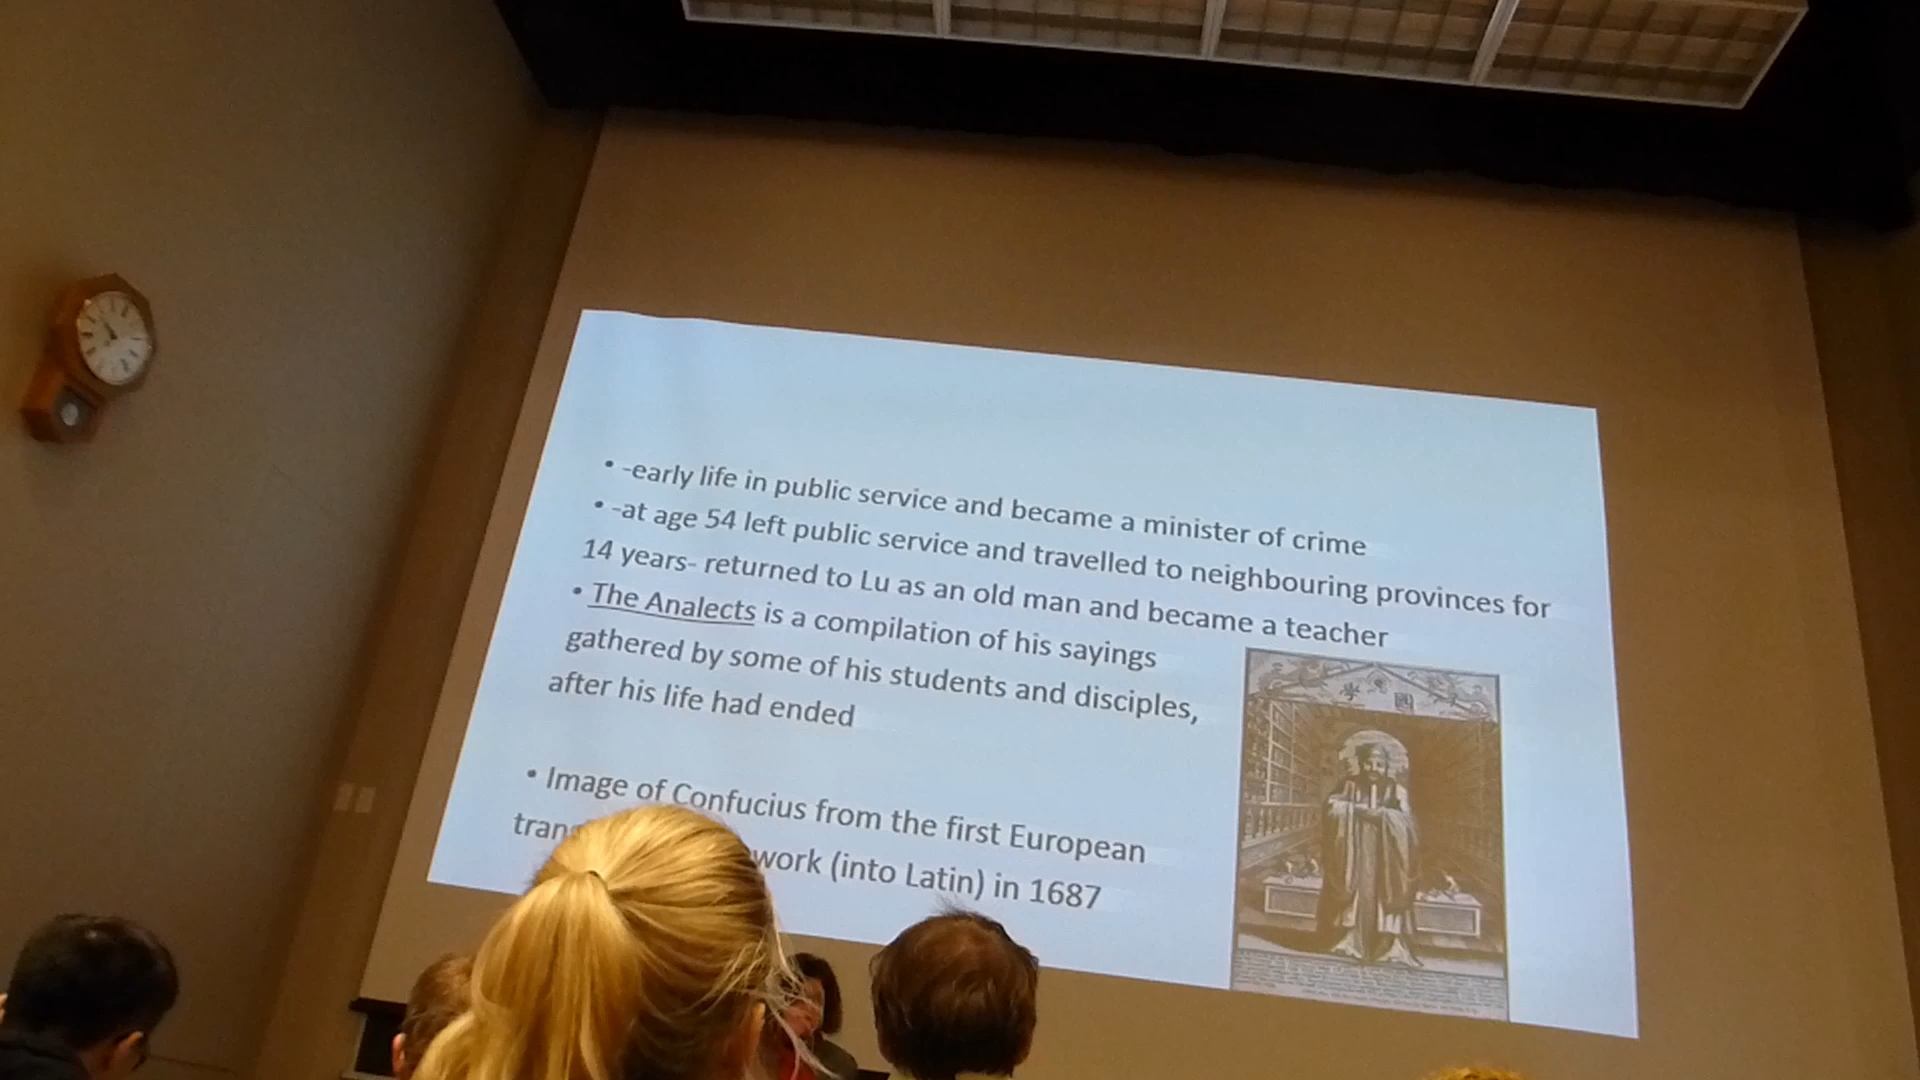 • -early life in public service and became a minister of crime
• -at age 54 left public service and travelled to neighbouring provinces for
14 years- returned to Lu as an old man and became a teacher
• The Analects is a compilation of his sayings
gathered by some of his students and disciples,
after his life had ended
• Image of Confucius from the first European
work (into Latin) in 1687
學 國